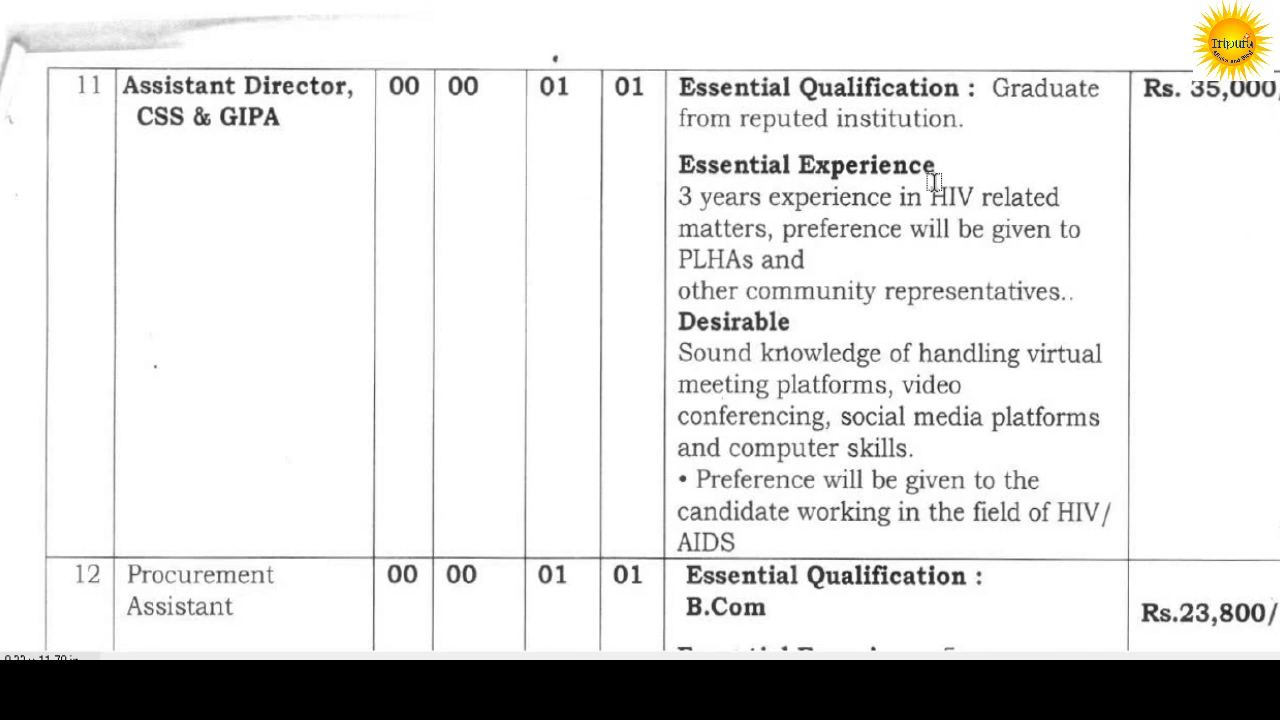 Tripura
11 Assistant Director, 00 00 01 01 Essential Qualification : Graduate Rs. 35,000
CSS & GIPA from reputed institution.
Essential Experience
3 years experience in HIV related
matters, preference will be given to
PLHAs and
other community representatives..
Desirable
Sound knowledge of handling virtual
meeting platforms, video
conferencing, social media platforms
and computer skills.
• Preference will be given to the
candidate working in the field of HIV/
AIDS
12 Procurement 00 00 01 01 Essential Qualification :
Assistant B.Com Rs.23,800/